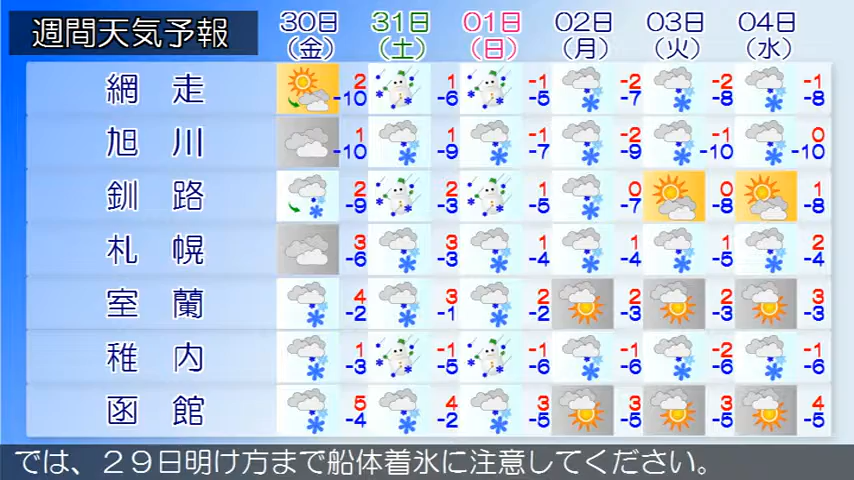 週間天気予報
30日 31日 01日 02日 03日 04日
(金) (土) (日) (月) (火) (水)
網走 2 -10 1 -6 -1 -5 -2 -7 -2 -8 -1 -8
旭川 1 -10 1 -9 -1 -7 -2 -9 -1 -10 0 -10
釧路 2 -9 2 -3 1 -5 0 -7 0 -8 1 -8
札幌 3 -6 3 -3 1 -4 1 -4 1 -5 2 -4
室蘭 4 -2 3 -1 2 -2 2 -3 2 -3 3 -3
稚内 1 -3 -1 -5 -1 -6 -1 -6 -2 -6 -1 -6
函館 5 -4 4 -2 3 -5 3 -5 3 -5 4 -5
では、２９日明け方まで船体着氷に注意してください。